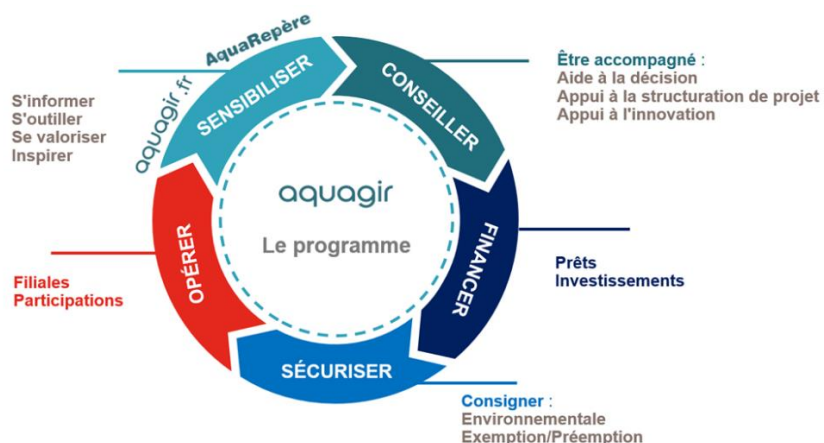 AquaRepère
aquagir.fr
SENSIBILISER
S'informer
S'outiller
Se valoriser
Inspirer
CONSEILLER
Être accompagné :
Aide à la décision
Appui à la structuration de projet
Appui à l'innovation
aquagir
Le programme
FINANCER
Prêts
Investissements
SÉCURISER
Consigner :
Environnementale
Exemption/Préemption
OPÉRER
Filiales
Participations